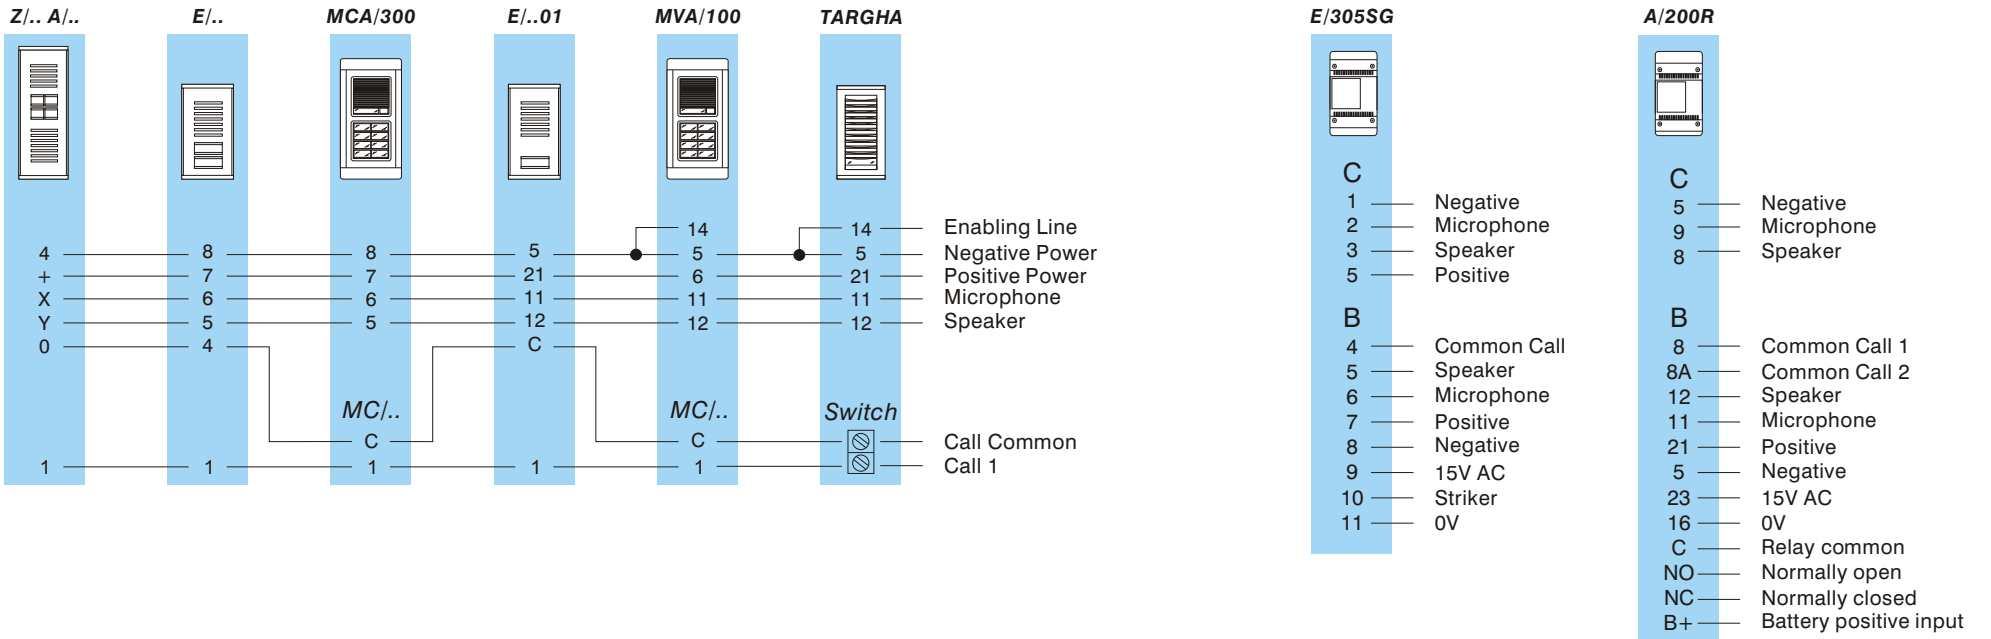 Z/.. A/.. E/.. MCA/300 E/..01 MVA/100 TARGHA
14 14 Enabling Line
4 8 8 5 5 5 Negative Power
+ 7 7 21 6 21 Positive Power
X 6 6 11 11 11 Microphone
Y 5 5 12 12 12 Speaker
0 4 C
MC/.. MC/.. Switch
C C Call Common
1 1 1 1 1 Call 1
E/305SG
C
1 Negative
2 Microphone
3 Speaker
5 Positive
B
4 Common Call
5 Speaker
6 Microphone
7 Positive
8 Negative
9 15V AC
10 Striker
11 0V
A/200R
C
5 Negative
9 Microphone
8 Speaker
B
8 Common Call 1
8A Common Call 2
12 Speaker
11 Microphone
21 Positive
5 Negative
23 15V AC
16 0V
C Relay common
NO Normally open
NC Normally closed
B+ Battery positive input